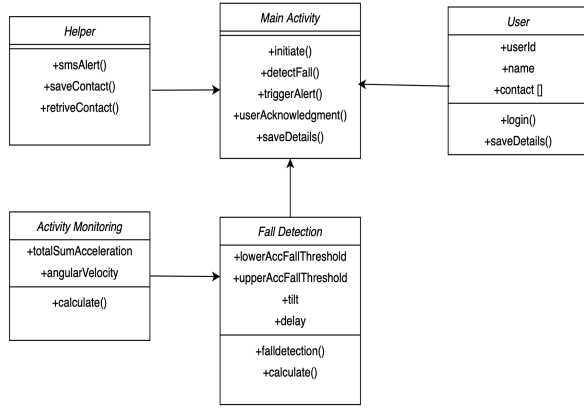 Helper
+smsAlert()
+saveContact()
+retriveContact()
Main Activity
+initiate()
+detectFall()
+triggerAlert()
+userAcknowledgment()
+saveDetails()
User
+userId
+name
+contact []
+login()
+saveDetails()
Activity Monitoring
+totalSumAcceleration
+angularVelocity
+calculate()
Fall Detection
+lowerAccFallThreshold
+upperAccFallThreshold
+tilt
+delay
+falldetection()
+calculate()